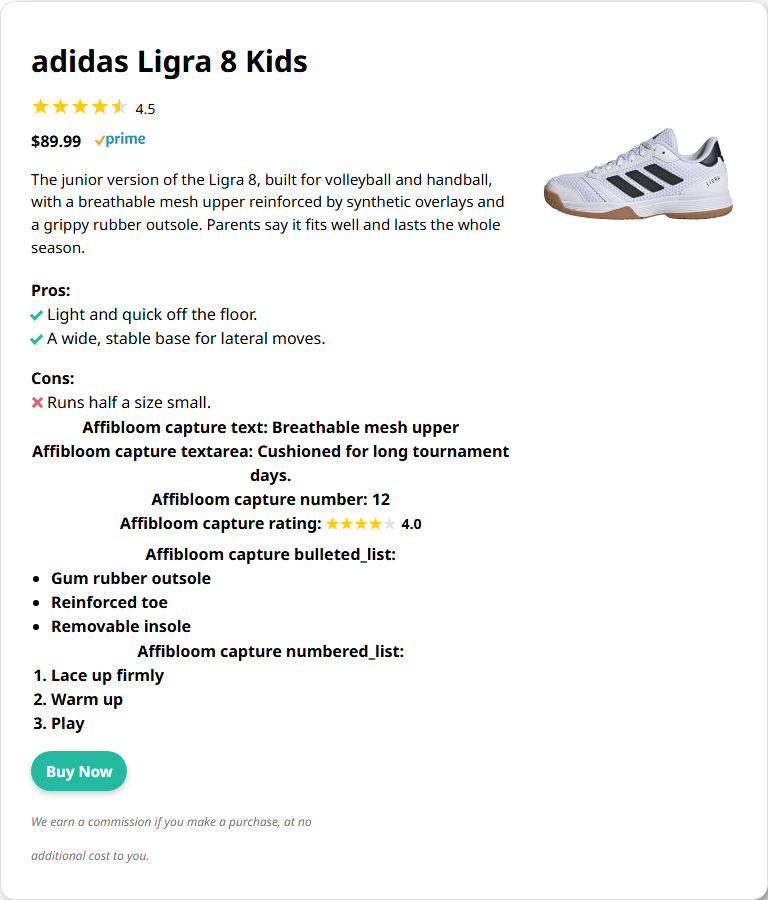 adidas Ligra 8 Kids
4.5
$89.99 prime
The junior version of the Ligra 8, built for volleyball and handball,
with a breathable mesh upper reinforced by synthetic overlays and
a grippy rubber outsole. Parents say it fits well and lasts the whole
season.
LIGRA
Pros:
Light and quick off the floor.
A wide, stable base for lateral moves.
Cons:
Runs half a size small.
Affibloom capture text: Breathable mesh upper
Affibloom capture textarea: Cushioned for long tournament
days.
Affibloom capture number: 12
Affibloom capture rating: 4.0
Affibloom capture bulleted_list:
• Gum rubber outsole
• Reinforced toe
• Removable insole
Affibloom capture numbered_list:
1. Lace up firmly
2. Warm up
3. Play
Buy Now
We earn a commission if you make a purchase, at no
additional cost to you.